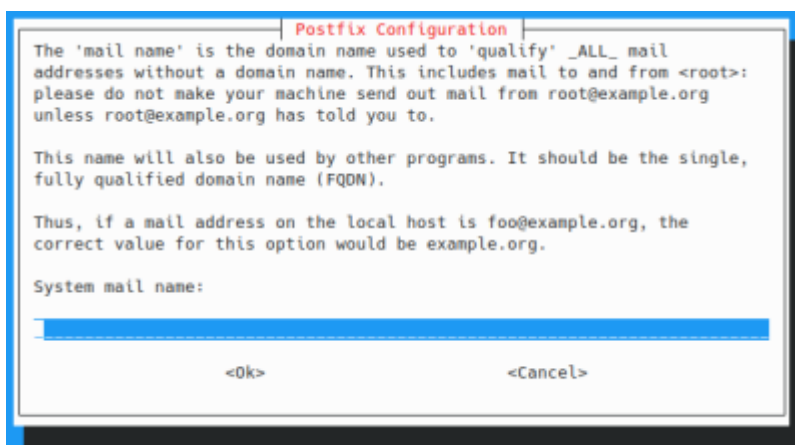 Postfix Configuration
The 'mail name' is the domain name used to 'qualify' _ALL_ mail
addresses without a domain name. This includes mail to and from <root>:
please do not make your machine send out mail from root@example.org
unless root@example.org has told you to.
This name will also be used by other programs. It should be the single,
fully qualified domain name (FQDN).
Thus, if a mail address on the local host is foo@example.org, the
correct value for this option would be example.org.
System mail name:
<Ok> <Cancel>